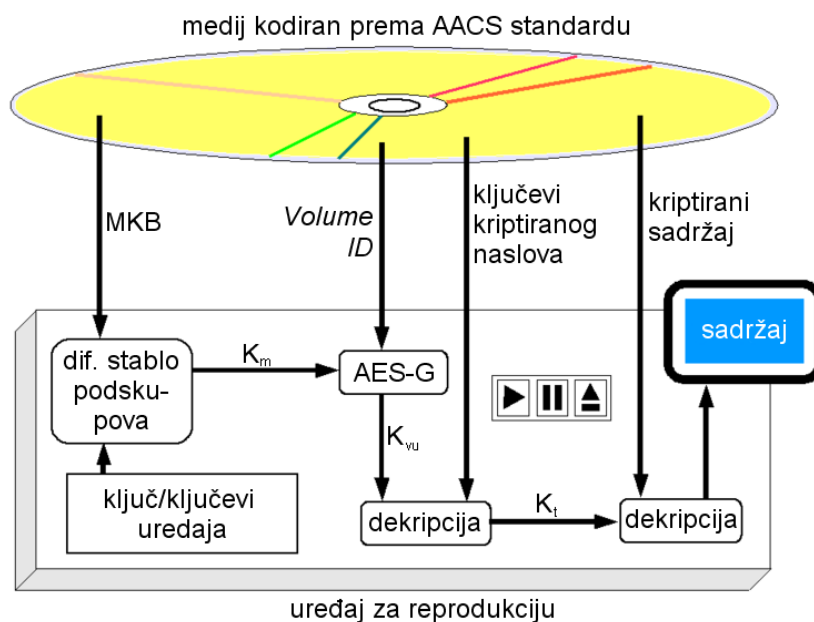 medij kodiran prema AACS standardu
MKB
Volume
ID
ključevi
kriptiranog
naslova
kriptirani
sadržaj
sadržaj
dif. stablo
podsku-
pova
Km
AES-G
Kvu
ključ/ključevi
uredaja
dekripcija
Kt
dekripcija
uređaj za reprodukciju